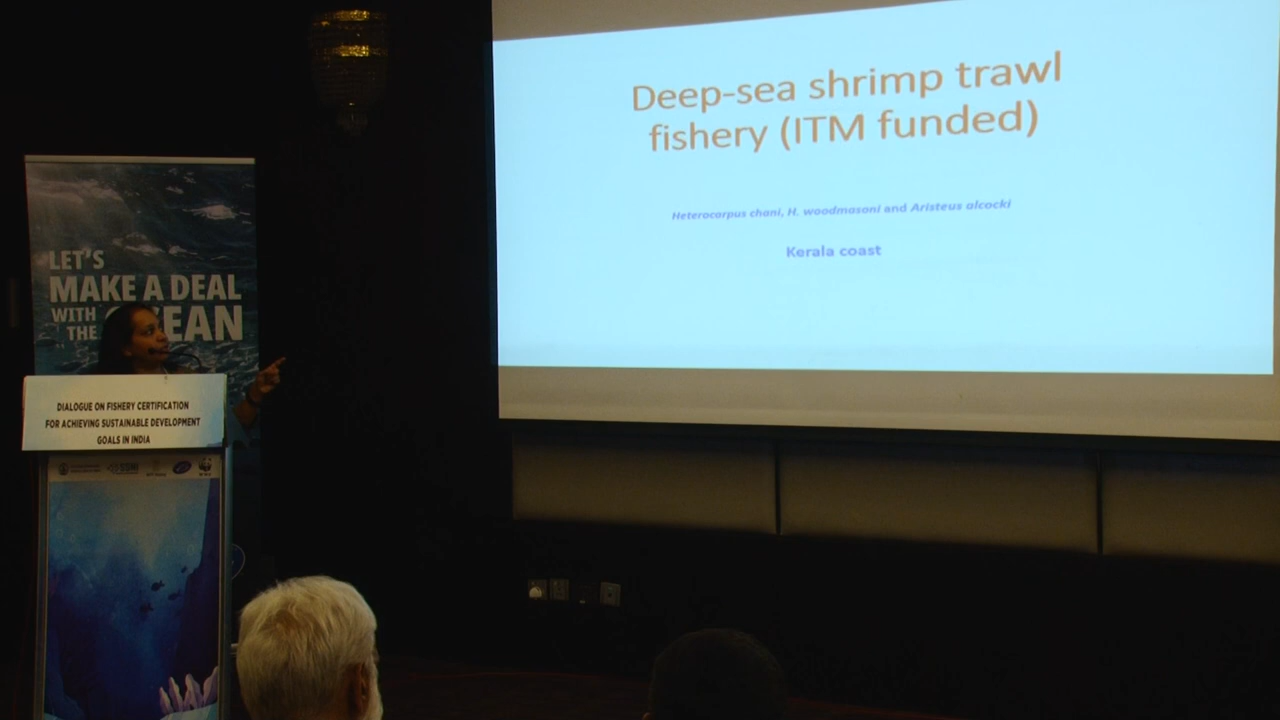 Deep-sea shrimp trawl
fishery (ITM funded)
Heterocarpus chani, H. woodmasoni and Aristeus alcocki
Kerala coast
LET'S
MAKE A DEAL
WITH
THE
DIALOGUE ON FISHERY CERTIFICATION
FOR ACHIEVING SUSTAINABLE DEVELOPMENT
GOALS IN INDIA